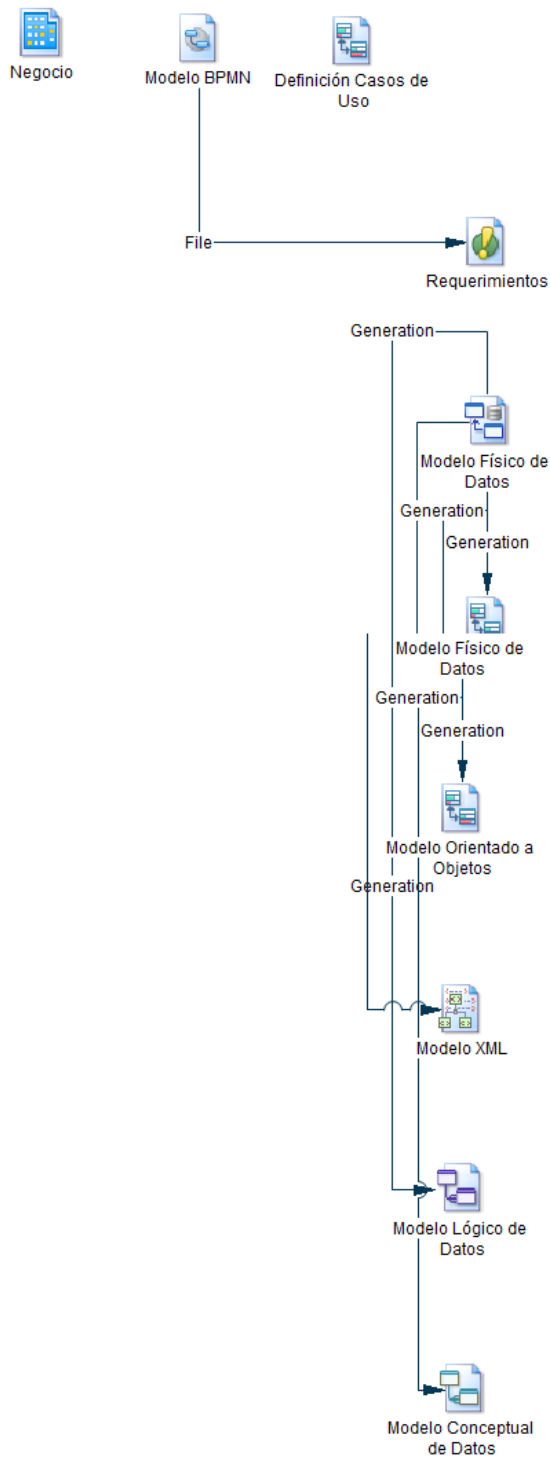 Negocio
Modelo BPMN
Definición Casos de
Uso
File
Requerimientos
Generation
Modelo Físico de
Datos
Generation
Generation
Modelo Físico de
Datos
Generation
Generation
Modelo Orientado a
Objetos
Generation
Modelo XML
Modelo Lógico de
Datos
Modelo Conceptual
de Datos